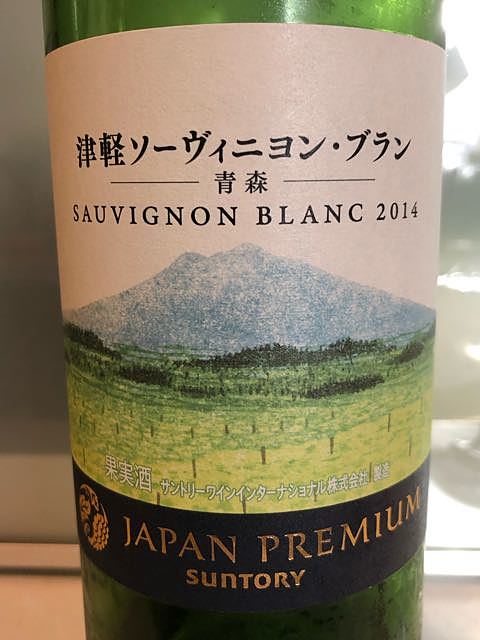 津軽ソーヴィニヨン・ブラン
青森
SAUVIGNON BLANC 2014
果実酒 サントリーワインインターナショナル株式会社 製造
JAPAN PREMIUM
SUNTORY